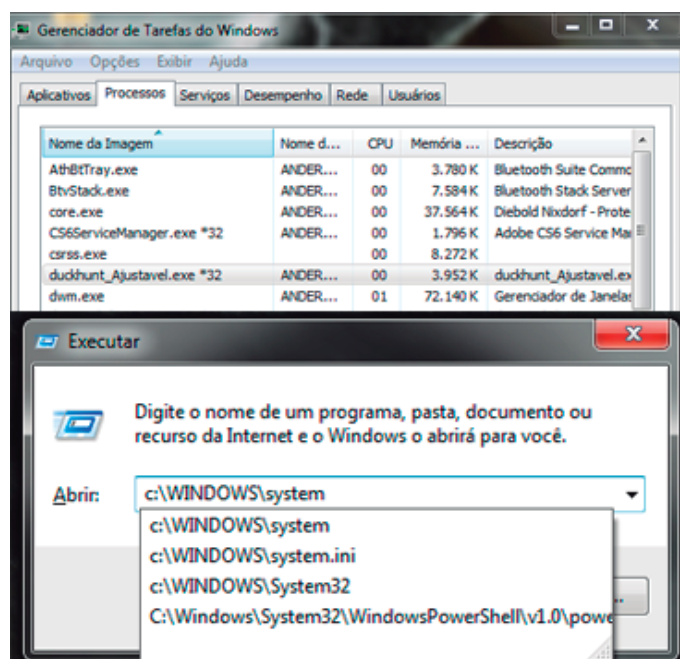 Gerenciador de Tarefas do Windows
Arquivo Opções Exibir Ajuda
Aplicativos Processos Serviços Desempenho Rede Usuários
Nome da Imagem Nome d... CPU Memória ... Descrição
AthBtTray.exe ANDER... 00 3.780 K Bluetooth Suite Commc
BtvStack.exe ANDER... 00 7.584 K Bluetooth Stack Server
core.exe ANDER... 00 37.564 K Diebold Nixdorf - Prote
CS6ServiceManager.exe *32 ANDER... 00 1.796 K Adobe CS6 Service Mai
csrss.exe 00 8.272 K
duckhunt_Ajustavel.exe *32 ANDER... 00 3.952 K duckhunt_Ajustavel.ex
dwm.exe ANDER... 01 72.140 K Gerenciador de Janelas
Executar
Digite o nome de um programa, pasta, documento ou
recurso da Internet e o Windows o abrirá para você.
Abrir: c:\WINDOWS\system
c:\WINDOWS\system
c:\WINDOWS\system.ini
c:\WINDOWS\System32
C:\Windows\System32\WindowsPowerShell\v1.0\powe
..